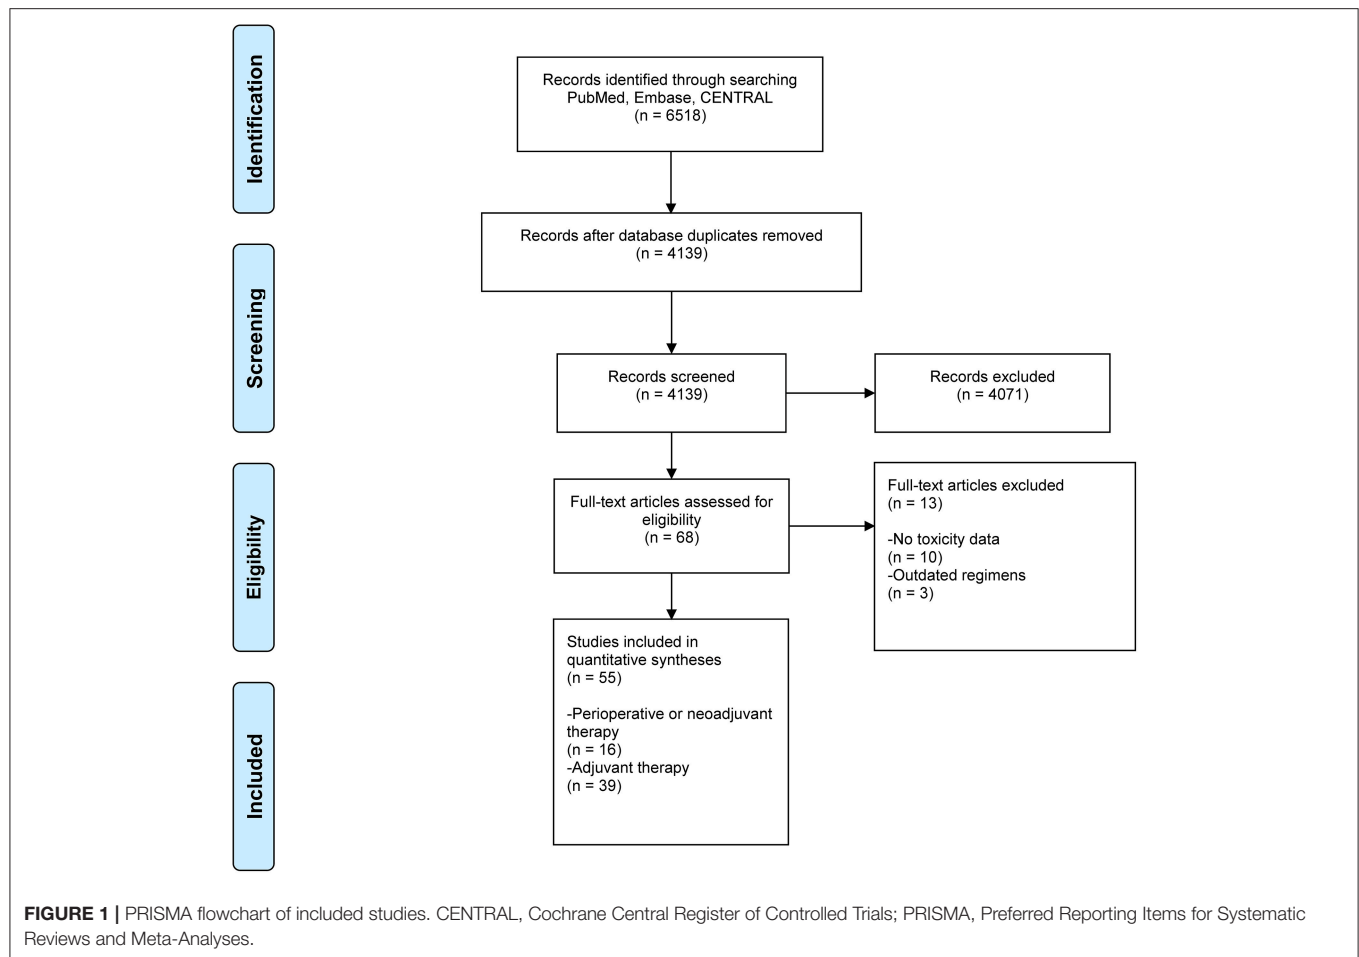 Identification
Records identified through searching
PubMed, Embase, CENTRAL
(n = 6518)
Records after database duplicates removed
(n = 4139)
Screening
Records screened
(n = 4139)
Records excluded
(n = 4071)
Eligibility
Full-text articles assessed for
eligibility
(n = 68)
Full-text articles excluded
(n = 13)
-No toxicity data
(n = 10)
-Outdated regimens
(n = 3)
Included
Studies included in
quantitative syntheses
(n = 55)
-Perioperative or neoadjuvant
therapy
(n = 16)
-Adjuvant therapy
(n = 39)
FIGURE 1 | PRISMA flowchart of included studies. CENTRAL, Cochrane Central Register of Controlled Trials; PRISMA, Preferred Reporting Items for Systematic
Reviews and Meta-Analyses.